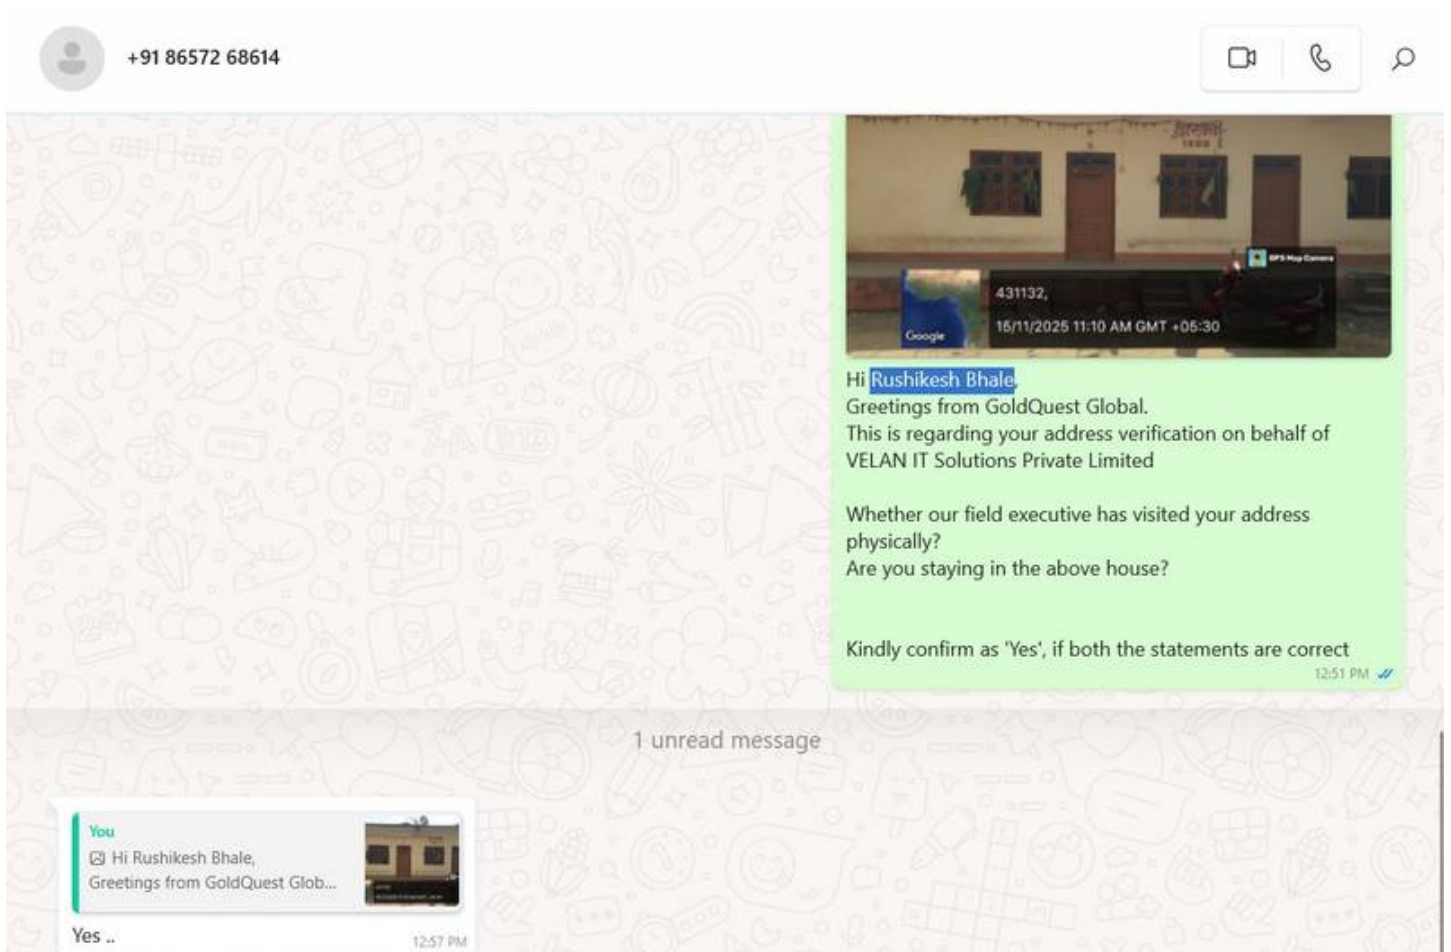 +91 86572 68614
GPS Map Camera
431132,
15/11/2025 11:10 AM GMT +05:30
Google
Hi Rushikesh Bhale,
Greetings from GoldQuest Global.
This is regarding your address verification on behalf of
VELAN IT Solutions Private Limited
Whether our field executive has visited your address
physically?
Are you staying in the above house?
Kindly confirm as 'Yes', if both the statements are correct
12:51 PM
1 unread message
You
Hi Rushikesh Bhale,
Greetings from GoldQuest Glob...
Yes ..
12:57 PM